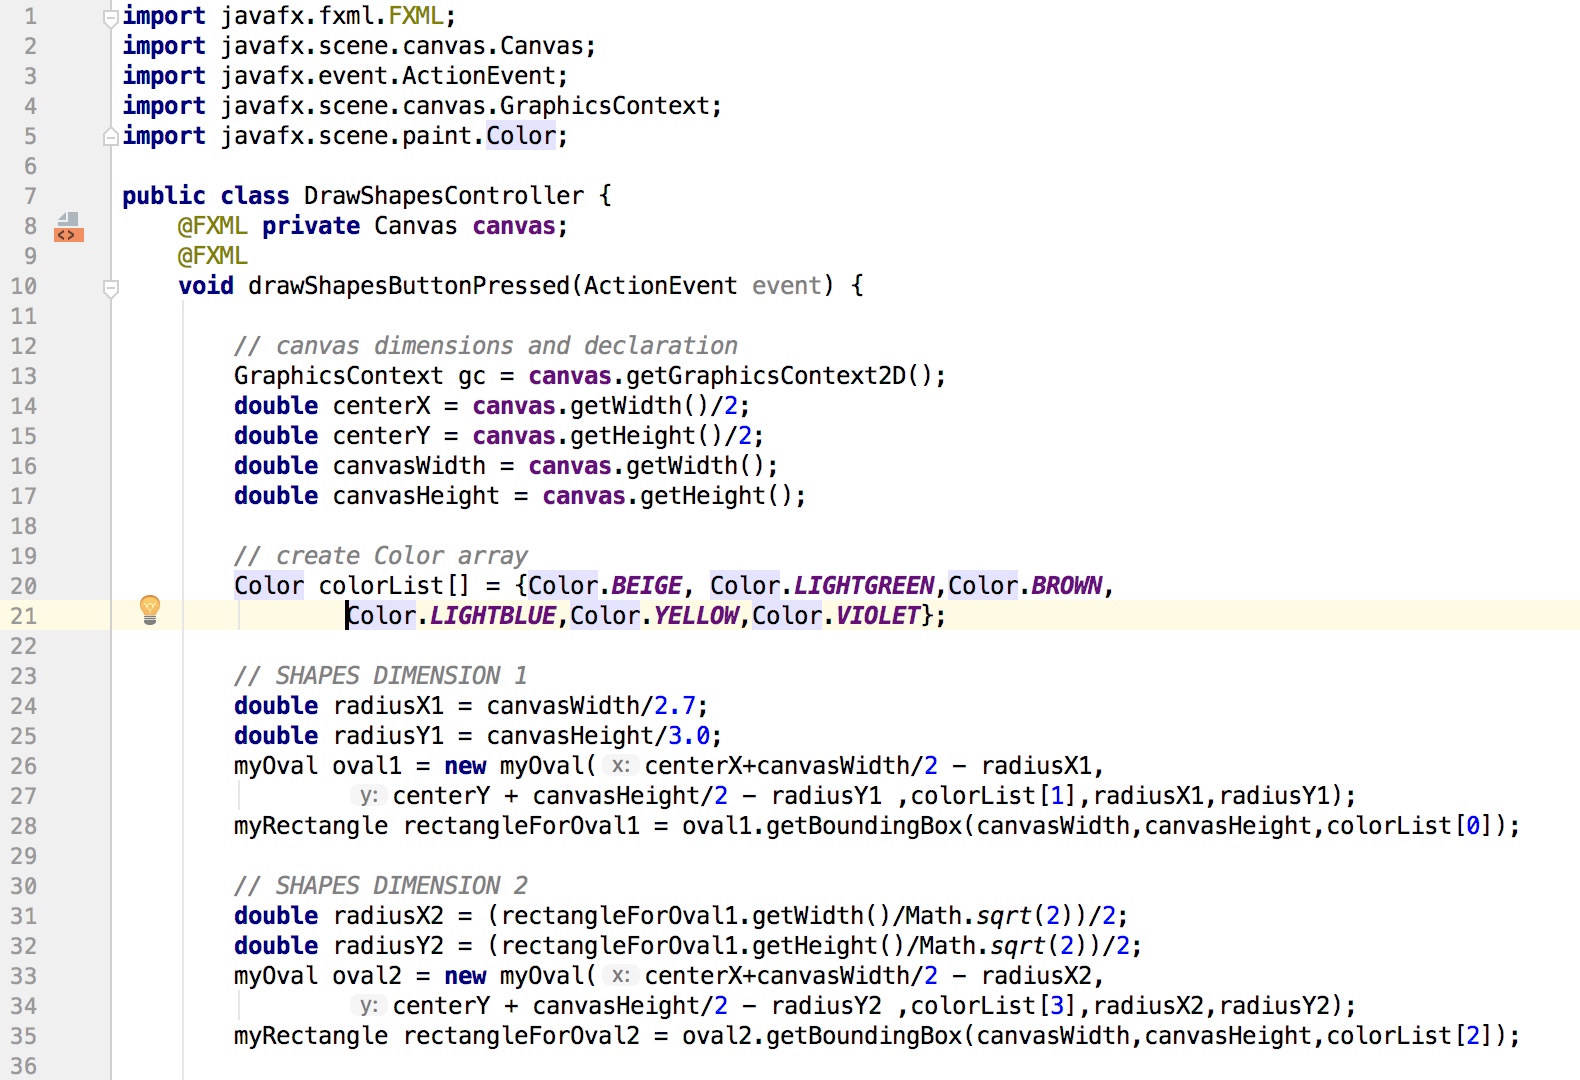 1 import javafx.fxml.FXML;
2 import javafx.scene.canvas.Canvas;
3 import javafx.event.ActionEvent;
4 import javafx.scene.canvas.GraphicsContext;
5 import javafx.scene.paint.Color;
6
7 public class DrawShapesController {
8     @FXML private Canvas canvas;
9     @FXML
10     void drawShapesButtonPressed(ActionEvent event) {
11
12         // canvas dimensions and declaration
13         GraphicsContext gc = canvas.getGraphicsContext2D();
14         double centerX = canvas.getWidth()/2;
15         double centerY = canvas.getHeight()/2;
16         double canvasWidth = canvas.getWidth();
17         double canvasHeight = canvas.getHeight();
18
19         // create Color array
20         Color colorList[] = {Color.BEIGE, Color.LIGHTGREEN,Color.BROWN,
21                 Color.LIGHTBLUE,Color.YELLOW,Color.VIOLET};
22
23         // SHAPES DIMENSION 1
24         double radiusX1 = canvasWidth/2.7;
25         double radiusY1 = canvasHeight/3.0;
26         myOval oval1 = new myOval( x: centerX+canvasWidth/2 - radiusX1,
27                 y: centerY + canvasHeight/2 - radiusY1 ,colorList[1],radiusX1,radiusY1);
28         myRectangle rectangleForOval1 = oval1.getBoundingBox(canvasWidth,canvasHeight,colorList[0]);
29
30         // SHAPES DIMENSION 2
31         double radiusX2 = (rectangleForOval1.getWidth()/Math.sqrt(2))/2;
32         double radiusY2 = (rectangleForOval1.getHeight()/Math.sqrt(2))/2;
33         myOval oval2 = new myOval( x: centerX+canvasWidth/2 - radiusX2,
34                 y: centerY + canvasHeight/2 - radiusY2 ,colorList[3],radiusX2,radiusY2);
35         myRectangle rectangleForOval2 = oval2.getBoundingBox(canvasWidth,canvasHeight,colorList[2]);
36